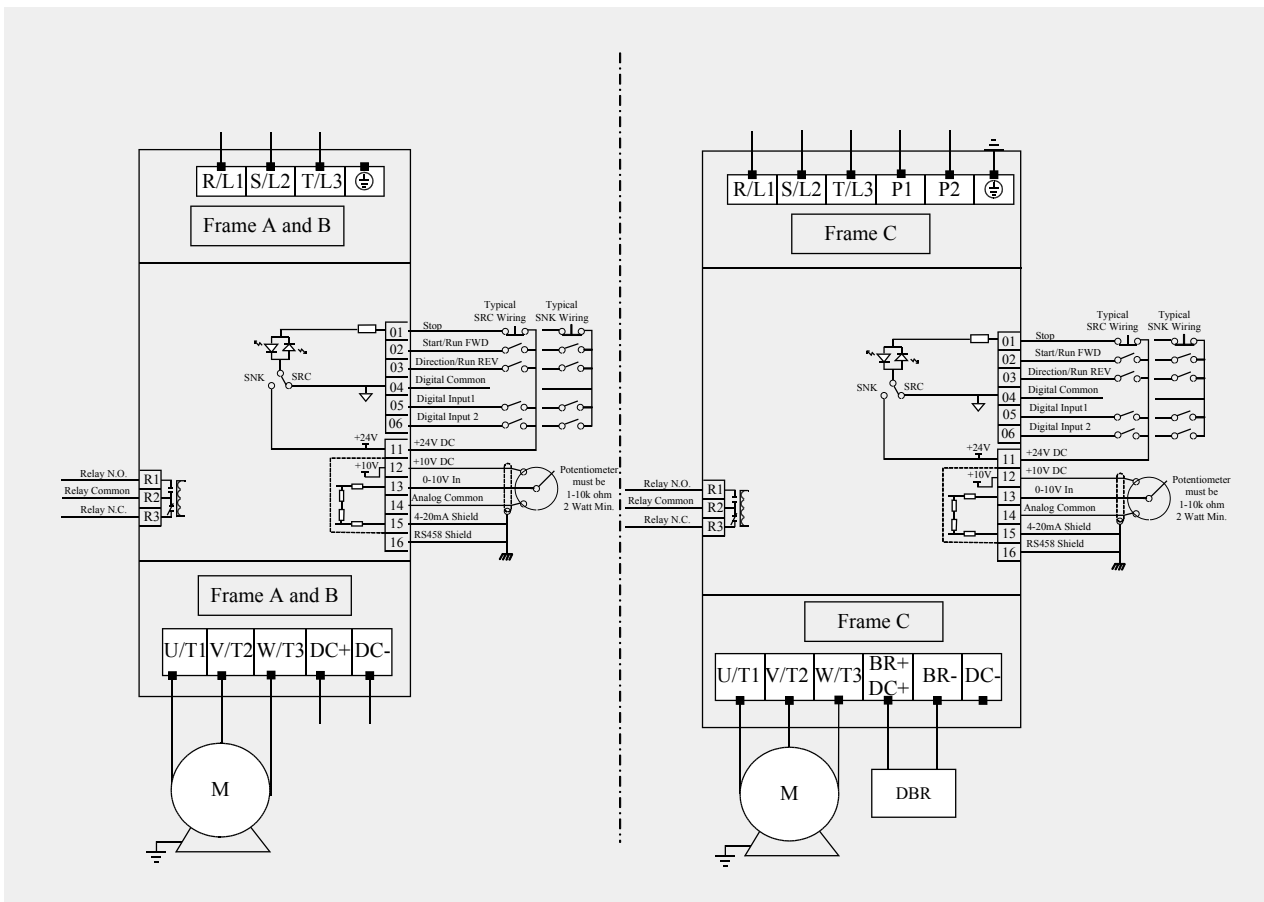 R/L1 S/L2 T/L3
Frame A and B
Typical
SRC Wiring
Typical
SNK Wiring
01 Stop
02 Start/Run FWD
03 Direction/Run REV
SNK SRC
04 Digital Common
05 Digital Input1
06 Digital Input 2
+24V
11 +24V DC
+10V
12 +10V DC
13 0-10V In
14 Analog Common
15 4-20mA Shield
16 RS458 Shield
Potentiometer
must be
1-10k ohm
2 Watt Min.
Relay N.O. R1
Relay Common R2
Relay N.C. R3
Frame A and B
U/T1 V/T2 W/T3 DC+ DC-
M
R/L1 S/L2 T/L3 P1 P2
Frame C
Typical
SRC Wiring
Typical
SNK Wiring
01 Stop
02 Start/Run FWD
03 Direction/Run REV
SNK SRC
04 Digital Common
05 Digital Input1
06 Digital Input 2
+24V
11 +24V DC
+10V
12 +10V DC
13 0-10V In
14 Analog Common
15 4-20mA Shield
16 RS458 Shield
Potentiometer
must be
1-10k ohm
2 Watt Min.
Relay N.O. R1
Relay Common R2
Relay N.C. R3
Frame C
U/T1 V/T2 W/T3 BR+ DC+ BR- DC-
M
DBR